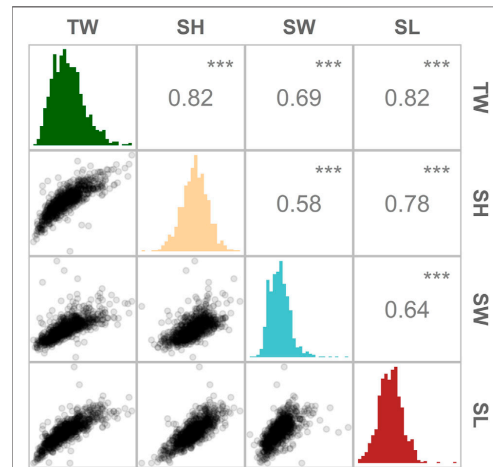 TW SH SW SL
*** *** ***
0.82 0.69 0.82
TW
*** ***
0.58 0.78
SH
***
0.64
SW
SL